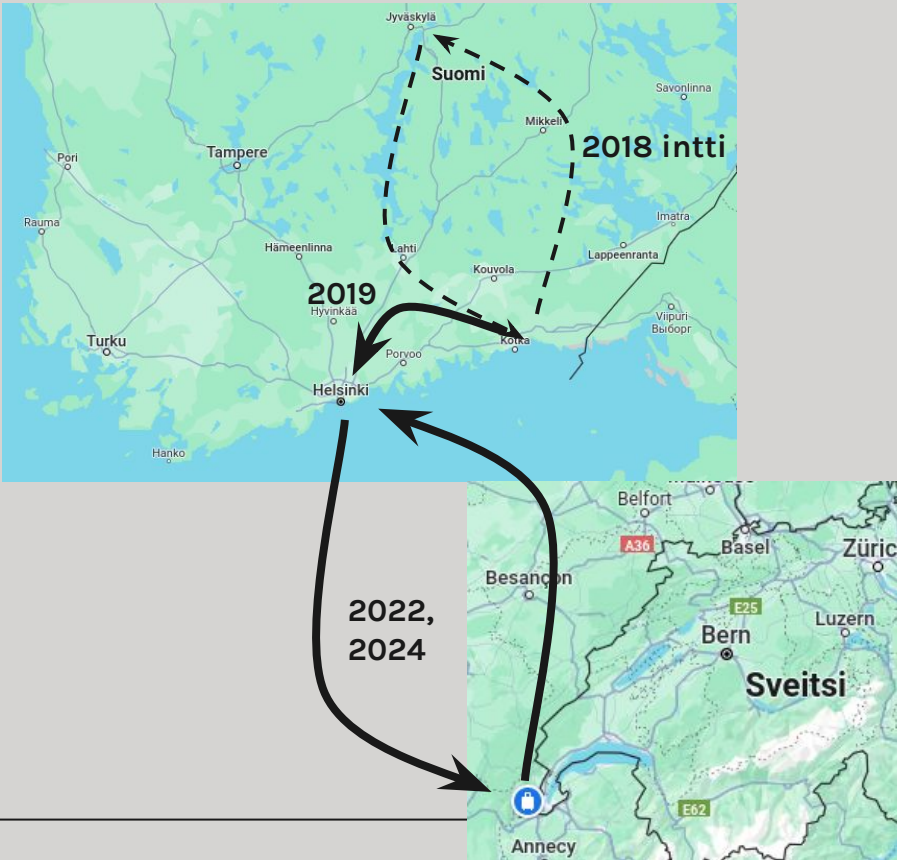 Jyväskylä
Suomi
Savonlinna
Mikkeli
2018 intti
Tampere
Pori
Imatra
Rauma
Hämeenlinna
Lahti
Lappeenranta
Kouvola
2019
Hyvinkää
Viipuri
Выборг
Turku
Kotka
Porvoo
Helsinki
Hanko
Belfort
A36
Basel
Züric
Besançon
2022,
2024
E25
Luzern
Bern
Sveitsi
E62
Annecy